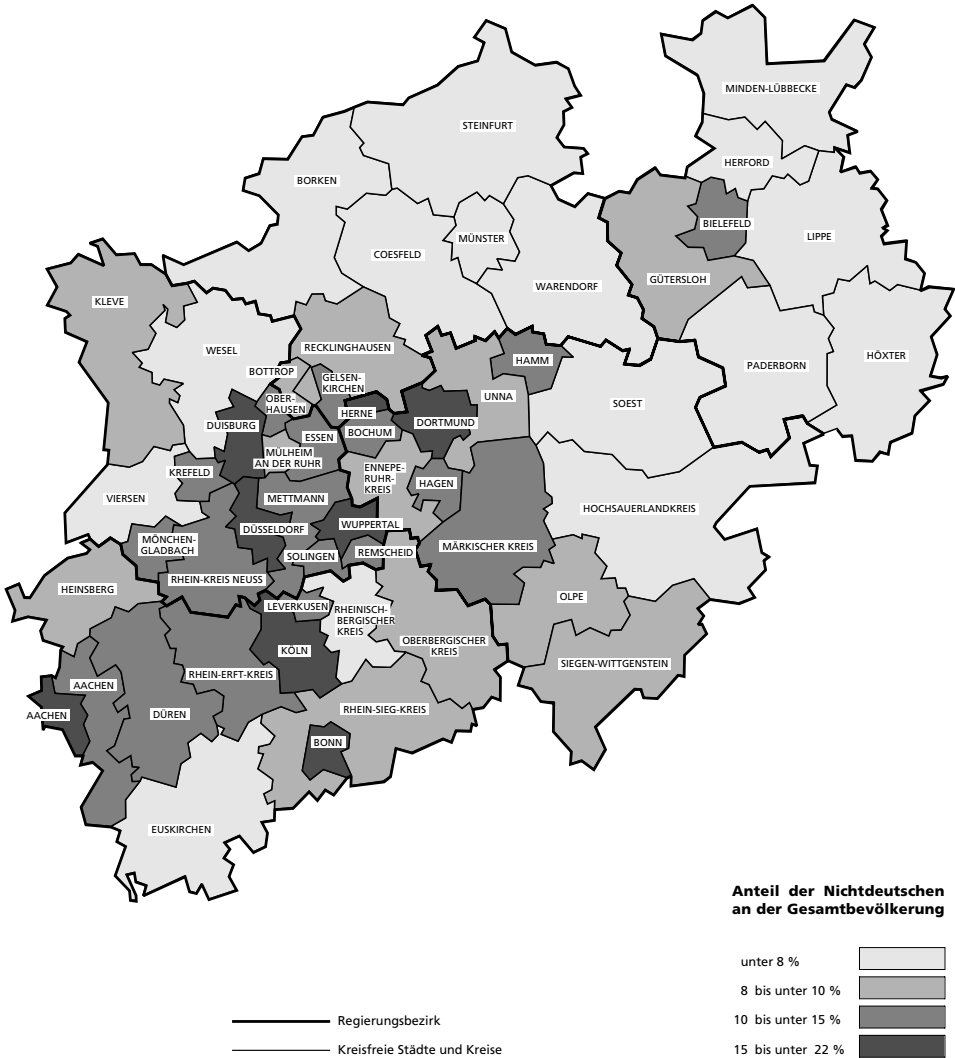 MINDEN-LÜBBECKE
STEINFURT
HERFORD
BORKEN
BIELEFELD
LIPPE
MÜNSTER
COESFELD
GÜTERSLOH
WARENDORF
KLEVE
WESEL
RECKLINGHAUSEN
HÖXTER
HAMM
PADERBORN
BOTTROP
GELSEN-
KIRCHEN
UNNA
OBER-
HAUSEN
SOEST
HERNE
DORTMUND
DUISBURG
BOCHUM
ESSEN
MÜLHEIM
AN DER RUHR
KREFELD
ENNEPE-
RUHR-
KREIS
HAGEN
VIERSEN
METTMANN
HOCHSAUERLANDKREIS
DÜSSELDORF
WUPPERTAL
MÖNCHEN-
GLADBACH
MÄRKISCHER KREIS
SOLINGEN
REMSCHEID
RHEIN-KREIS NEUSS
HEINSBERG
OLPE
LEVERKUSEN
RHEINISCH-
BERGISCHER
KREIS
OBERBERGISCHER
KREIS
KÖLN
SIEGEN-WITTGENSTEIN
RHEIN-ERFT-KREIS
AACHEN
RHEIN-SIEG-KREIS
AACHEN
DÜREN
BONN
EUSKIRCHEN
Anteil der Nichtdeutschen
an der Gesamtbevölkerung
unter 8 %
8 bis unter 10 %
10 bis unter 15 %
15 bis unter 22 %
Regierungsbezirk
Kreisfreie Städte und Kreise